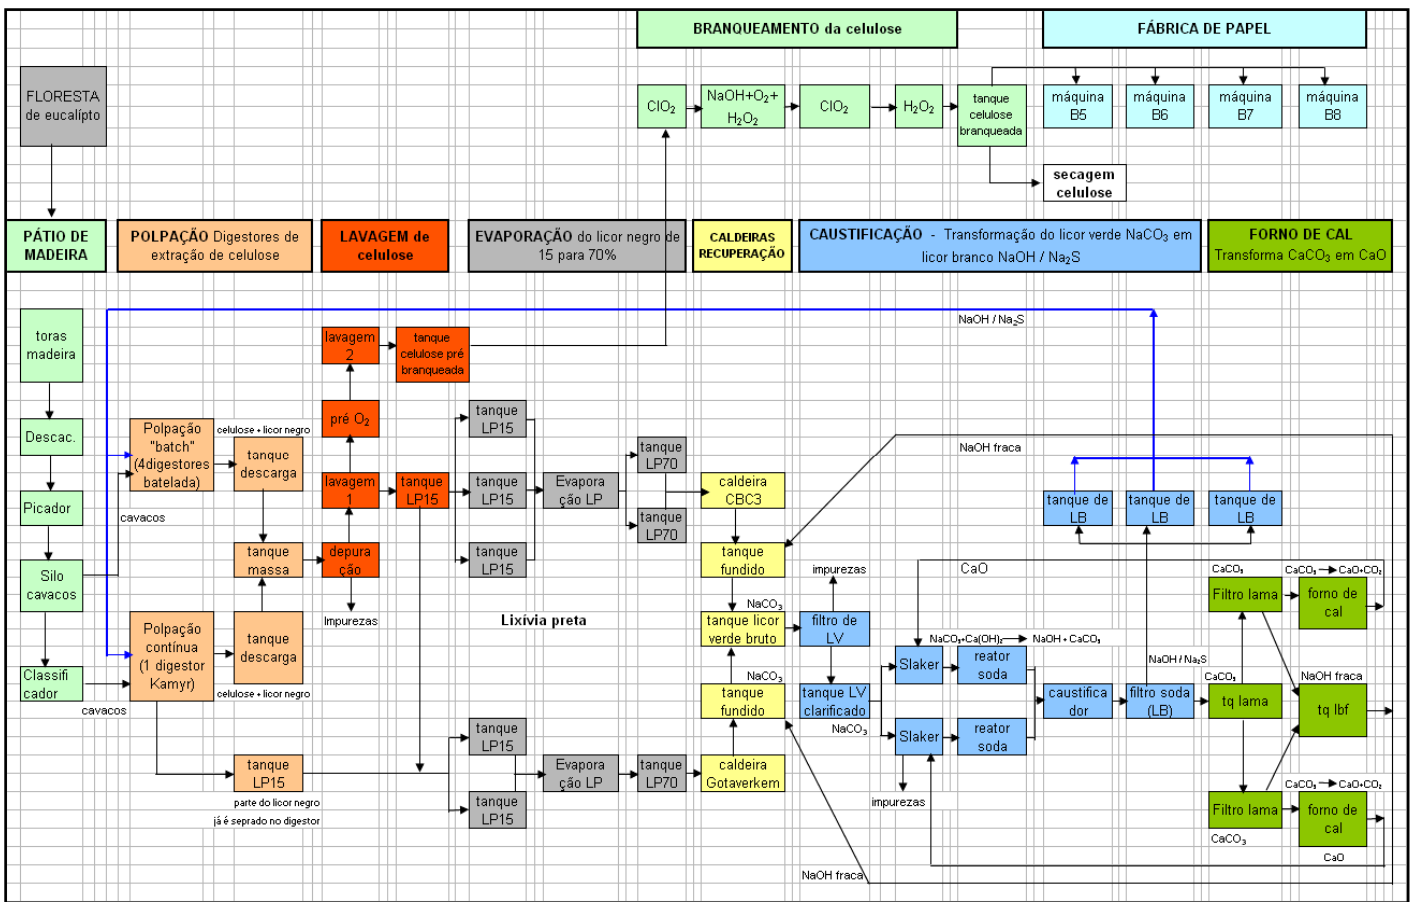 BRANQUEAMENTO da celulose
FÁBRICA DE PAPEL
FLORESTA
de eucalípto
ClO₂
NaOH+O₂+
H₂O₂
ClO₂
H₂O₂
tanque
celulose
branqueada
máquina
B5
máquina
B6
máquina
B7
máquina
B8
secagem
celulose
PÁTIO DE
MADEIRA
POLPAÇÃO Digestores de
extração de celulose
LAVAGEM de
celulose
EVAPORAÇÃO do licor negro de
15 para 70%
CALDEIRAS
RECUPERAÇÃO
CAUSTIFICAÇÃO - Transformação do licor verde NaCO₃ em
licor branco NaOH / Na₂S
FORNO DE CAL
Transforma CaCO₃ em CaO
NaOH / Na₂S
toras
madeira
lavagem
2
tanque
celulose pré
branqueada
Descac.
Polpação
"batch"
(4digestores
batelada)
celulose + licor negro
tanque
descarga
pré O₂
tanque
LP15
tanque
LP70
NaOH fraca
Picador
cavacos
lavagem
1
tanque
LP15
tanque
LP15
Evapora
ção LP
tanque
LP70
caldeira
CBC3
tanque de
LB
tanque de
LB
tanque de
LB
Silo
cavacos
tanque
massa
depura
ção
tanque
LP15
tanque
fundido
impurezas
CaO
CaCO₃
CaCO₃ → CaO+CO₂
Filtro lama
forno de
cal
Impurezas
Lixívia preta
NaCO₃
tanque licor
verde bruto
filtro de
LV
NaCO₃+Ca(OH)₂ → NaOH + CaCO₃
Polpação
contínua
(1 digestor
Kamyr)
tanque
descarga
celulose + licor negro
Classifi
cador
cavacos
NaCO₃
tanque
fundido
tanque LV
clarificado
NaCO₃
Slaker
reator
soda
Slaker
reator
soda
caustifica
dor
NaOH / Na₂S
filtro soda
(LB)
CaCO₃
tq lama
NaOH fraca
tq lbf
tanque
LP15
parte do licor negro
já é seprado no digestor
tanque
LP15
tanque
LP15
Evapora
ção LP
tanque
LP70
caldeira
Gotaverkem
impurezas
CaCO₃ → CaO+CO₂
Filtro lama
CaCO₃
forno de
cal
CaO
NaOH fraca